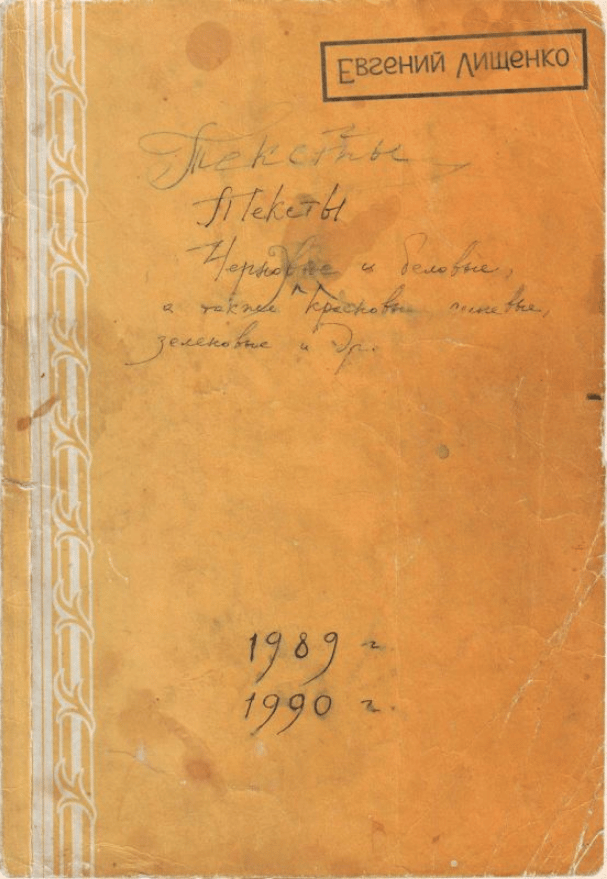 Евгений Лищенко
Тексты
Тексты
Черновые и беловые,
а также красновые синевые,
зеленовые и др.
1989 г.
1990 г.